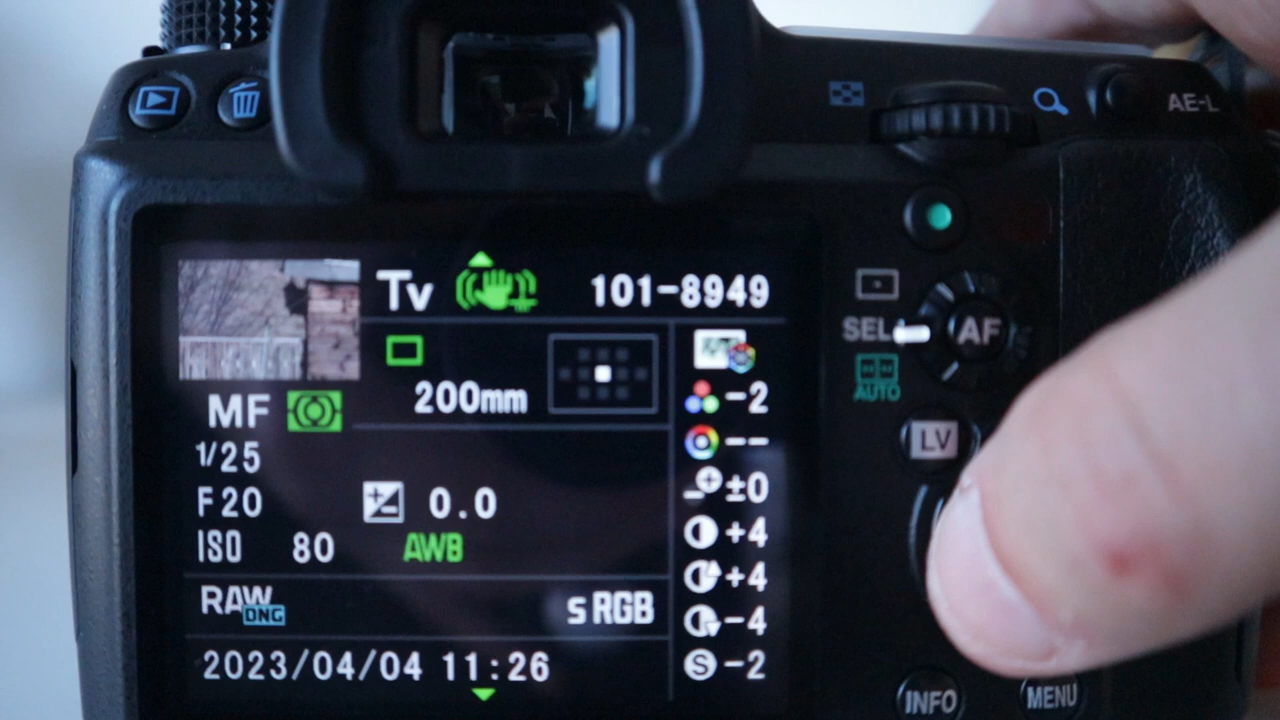 AE-L
Tv 101-8949
200mm
MF
1/25
F20
0.0
ISO 80 AWB
RAW DNG sRGB
2023/04/04 11:26
-2
--
±0
+4
+4
-4
S -2
SEL AF
AUTO
LV
INFO MENU